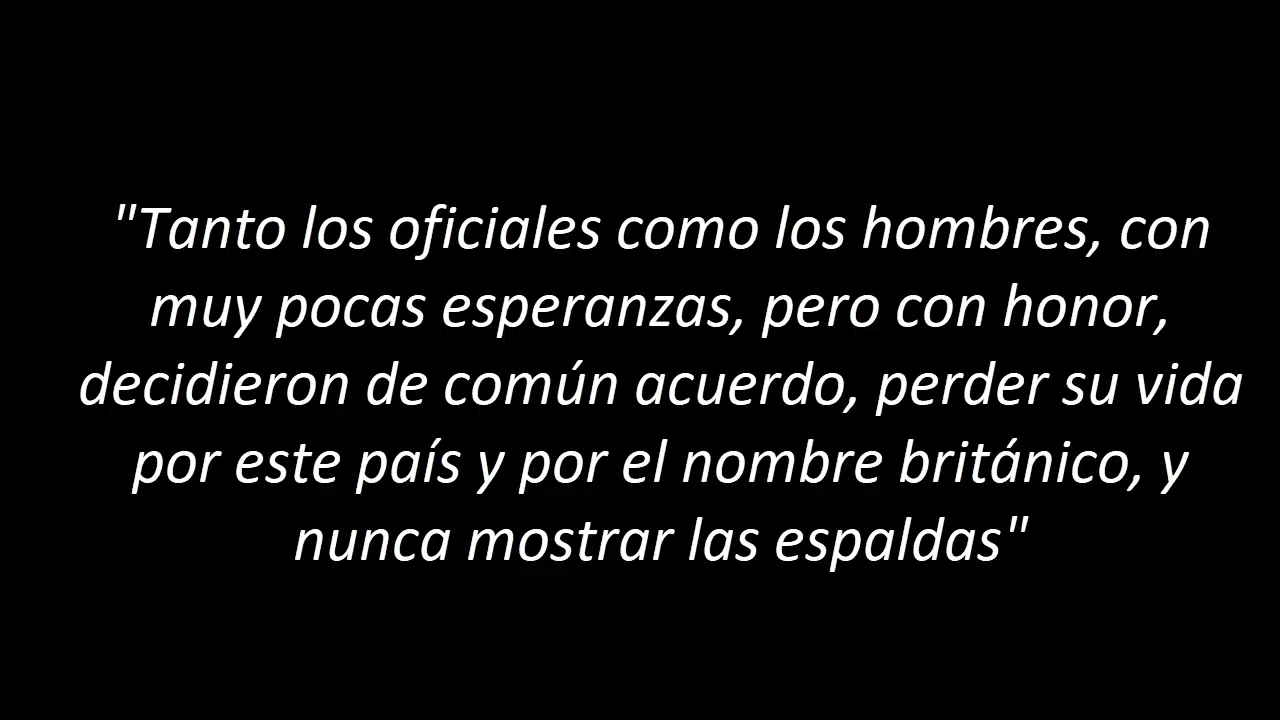 "Tanto los oficiales como los hombres, con
muy pocas esperanzas, pero con honor,
decidieron de común acuerdo, perder su vida
por este país y por el nombre británico, y
nunca mostrar las espaldas"